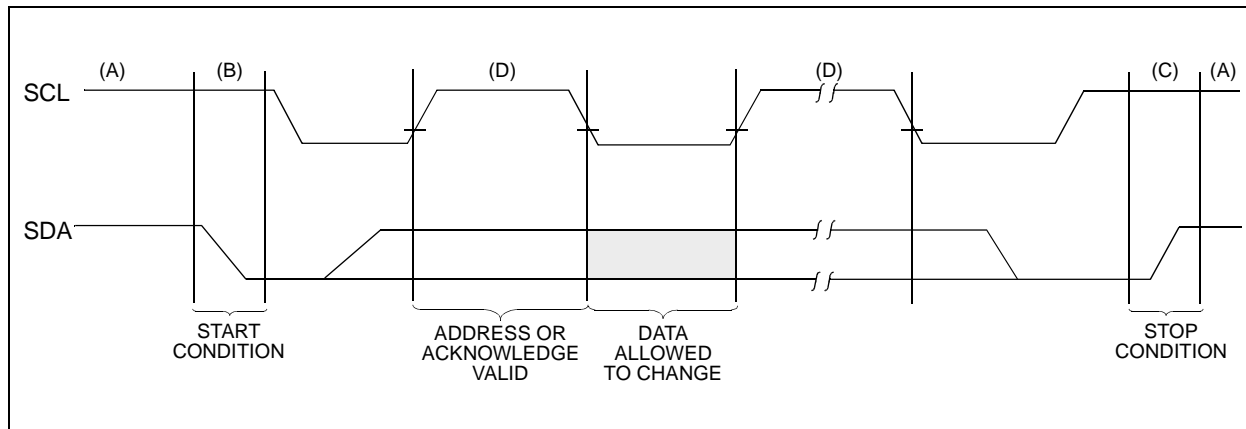 (A) (B) (D) (D) (C) (A)
SCL
SDA
START
CONDITION
ADDRESS OR
ACKNOWLEDGE
VALID
DATA
ALLOWED
TO CHANGE
STOP
CONDITION